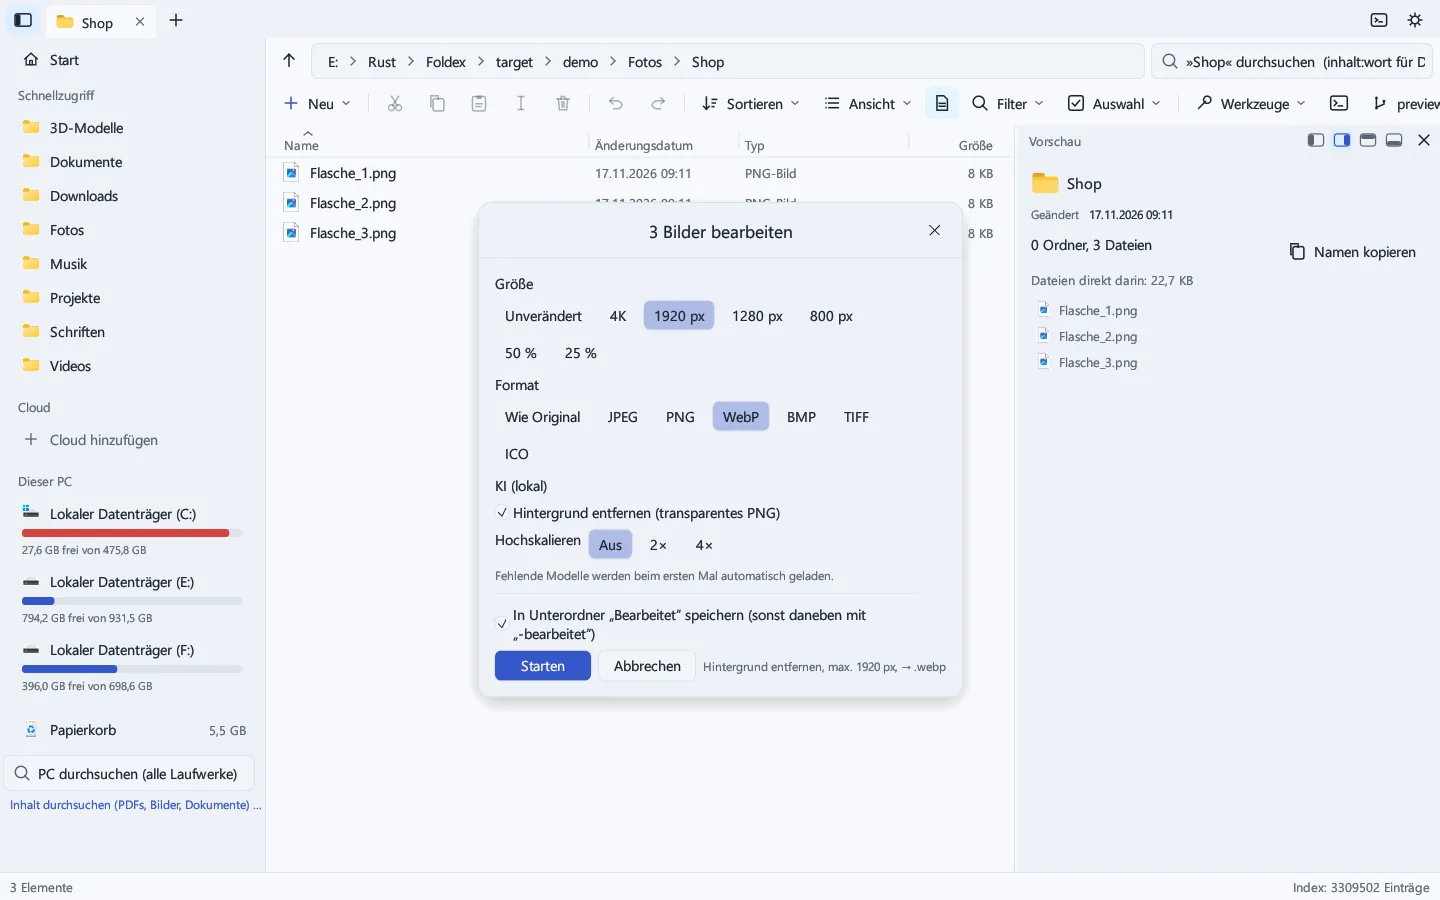 Shop
Start
Schnellzugriff
3D-Modelle
Dokumente
Downloads
Fotos
Musik
Projekte
Schriften
Videos
Cloud
Cloud hinzufügen
Dieser PC
Lokaler Datenträger (C:)
27,6 GB frei von 475,8 GB
Lokaler Datenträger (E:)
794,2 GB frei von 931,5 GB
Lokaler Datenträger (F:)
396,0 GB frei von 698,6 GB
Papierkorb 5,5 GB
PC durchsuchen (alle Laufwerke)
Inhalt durchsuchen (PDFs, Bilder, Dokumente) ...
E: > Rust > Foldex > target > demo > Fotos > Shop
»Shop« durchsuchen (inhalt:wort für D
Neu Sortieren Ansicht Filter Auswahl Werkzeuge preview
Name Änderungsdatum Typ Größe
Flasche_1.png 17.11.2026 09:11 PNG-Bild 8 KB
Flasche_2.png 17.11.2026 09:11 PNG-Bild 8 KB
Flasche_3.png 8 KB
3 Bilder bearbeiten
Größe
Unverändert 4K 1920 px 1280 px 800 px
50 % 25 %
Format
Wie Original JPEG PNG WebP BMP TIFF
ICO
KI (lokal)
Hintergrund entfernen (transparentes PNG)
Hochskalieren Aus 2× 4×
Fehlende Modelle werden beim ersten Mal automatisch geladen.
In Unterordner „Bearbeitet“ speichern (sonst daneben mit
„-bearbeitet“)
Starten Abbrechen Hintergrund entfernen, max. 1920 px, → .webp
Vorschau
Shop
Geändert 17.11.2026 09:11
0 Ordner, 3 Dateien
Namen kopieren
Dateien direkt darin: 22,7 KB
Flasche_1.png
Flasche_2.png
Flasche_3.png
3 Elemente
Index: 3309502 Einträge